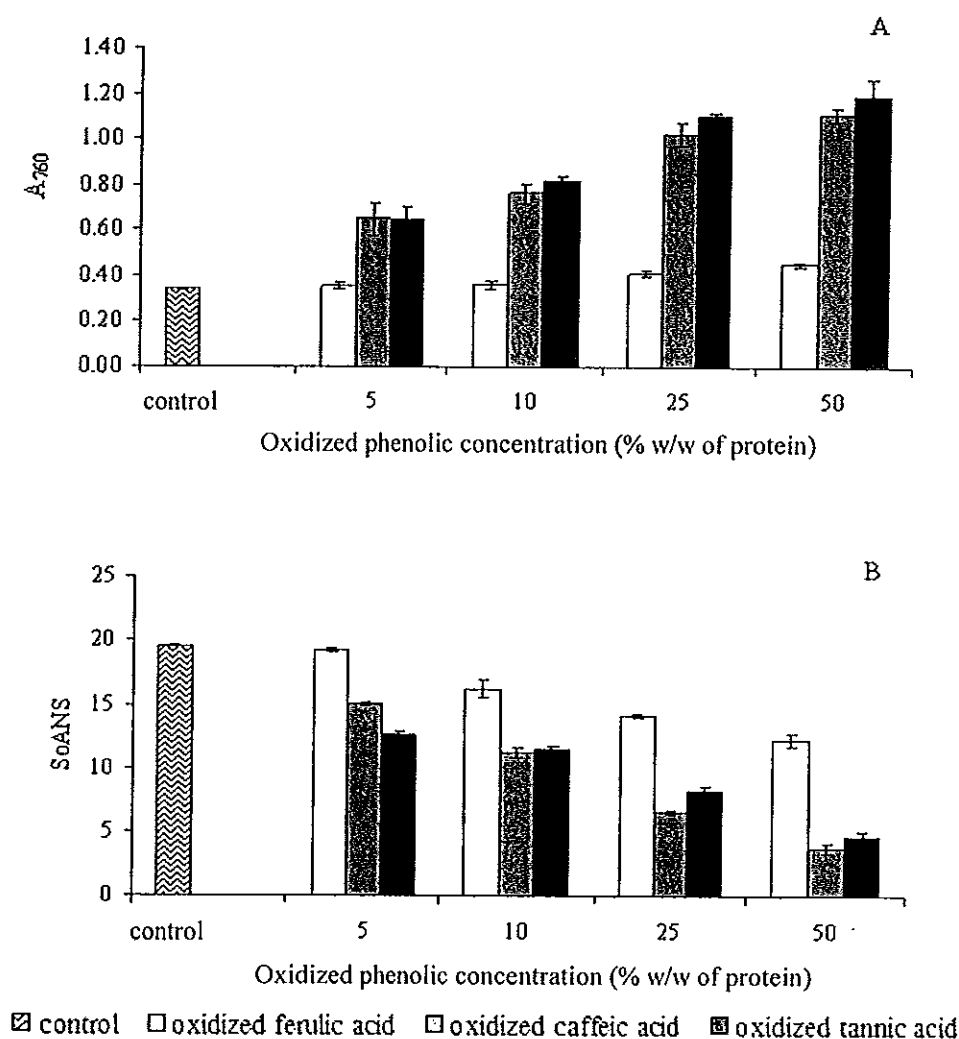 A
1.40
1.20
1.00
0.80
0.60
0.40
0.20
0.00
A760
control 5 10 25 50
Oxidized phenolic concentration (% w/w of protein)
B
25
20
15
10
5
0
SoANS
control 5 10 25 50
Oxidized phenolic concentration (% w/w of protein)
control oxidized ferulic acid oxidized caffeic acid oxidized tannic acid